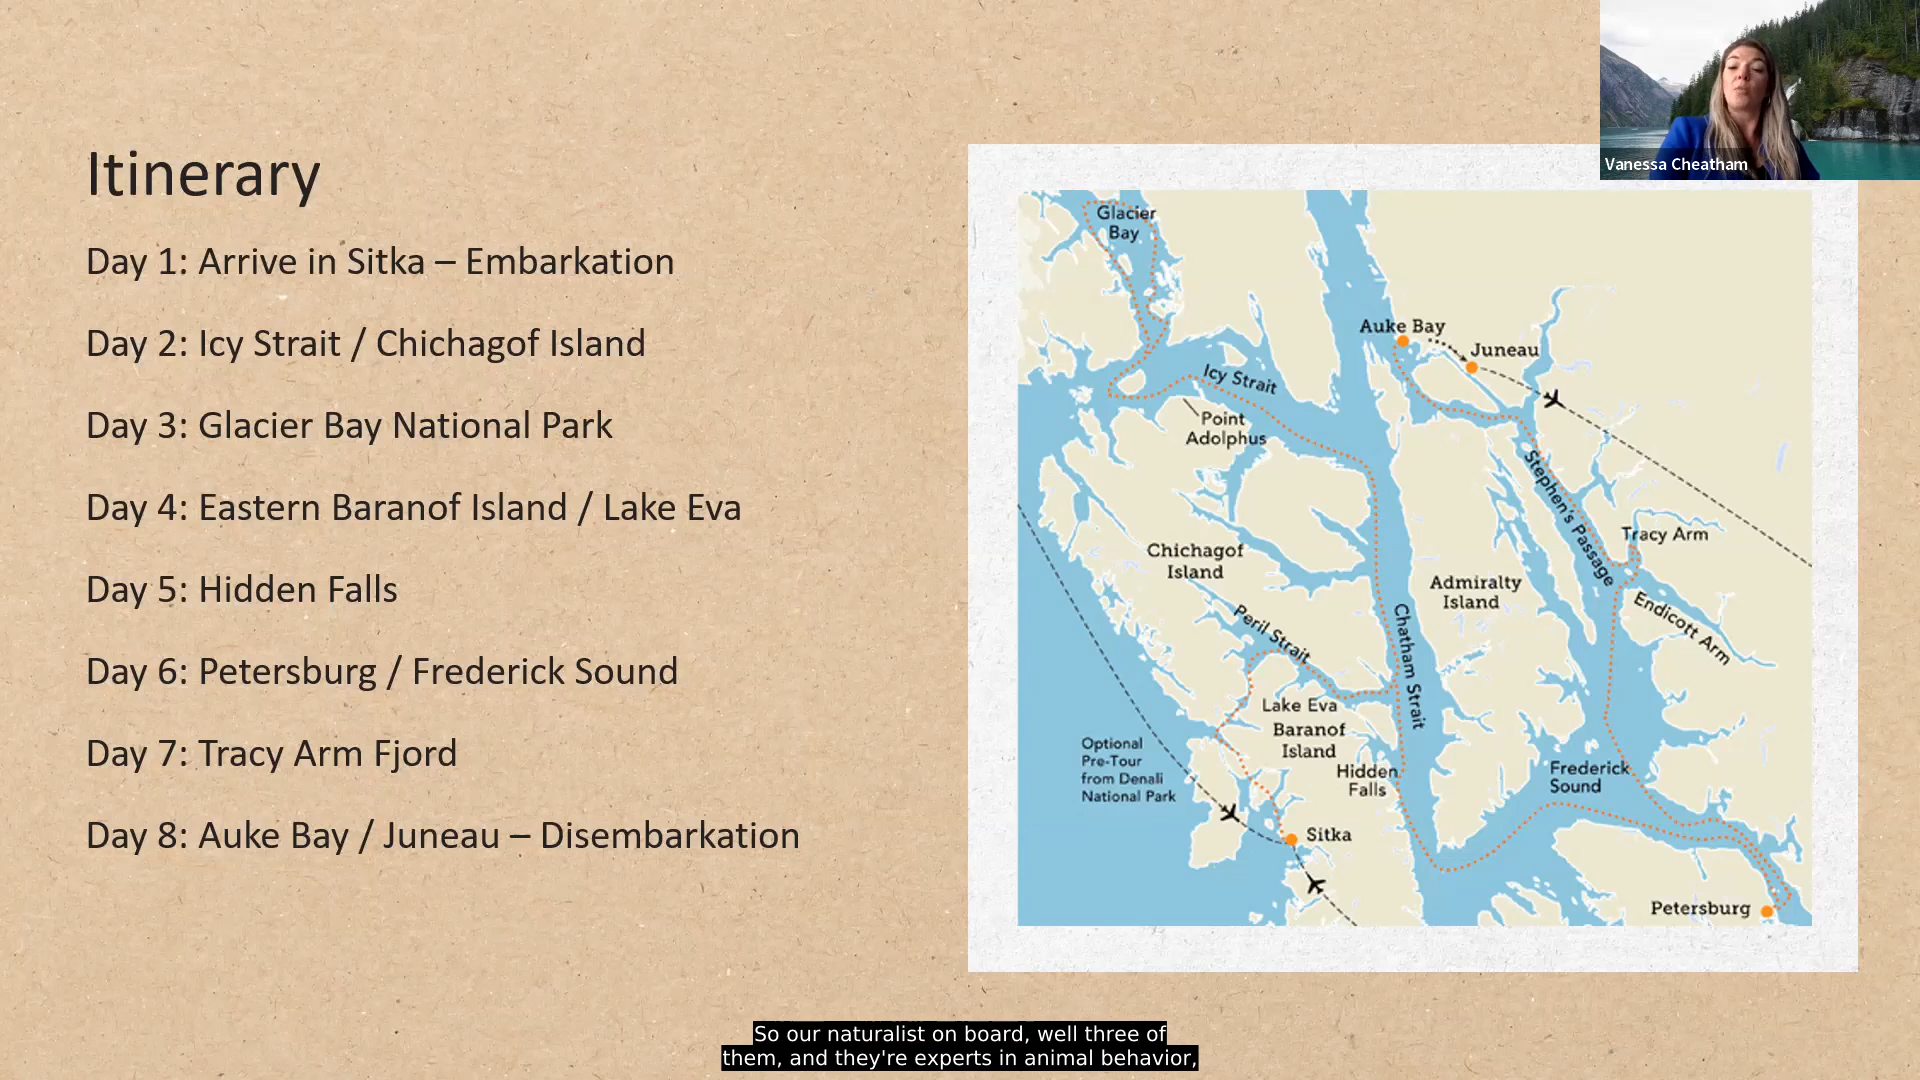 Vanessa Cheatham
Itinerary
Day 1: Arrive in Sitka – Embarkation
Day 2: Icy Strait / Chichagof Island
Day 3: Glacier Bay National Park
Day 4: Eastern Baranof Island / Lake Eva
Day 5: Hidden Falls
Day 6: Petersburg / Frederick Sound
Day 7: Tracy Arm Fjord
Day 8: Auke Bay / Juneau – Disembarkation
Glacier
Bay
Auke Bay
Juneau
Icy Strait
Point
Adolphus
Stephen's Passage
Tracy Arm
Chichagof
Island
Admiralty
Island
Endicott Arm
Peril Strait
Chatham Strait
Lake Eva
Baranof
Island
Hidden
Falls
Optional
Pre-Tour
from Denali
National Park
Frederick
Sound
Sitka
Petersburg
So our naturalist on board, well three of
them, and they're experts in animal behavior,